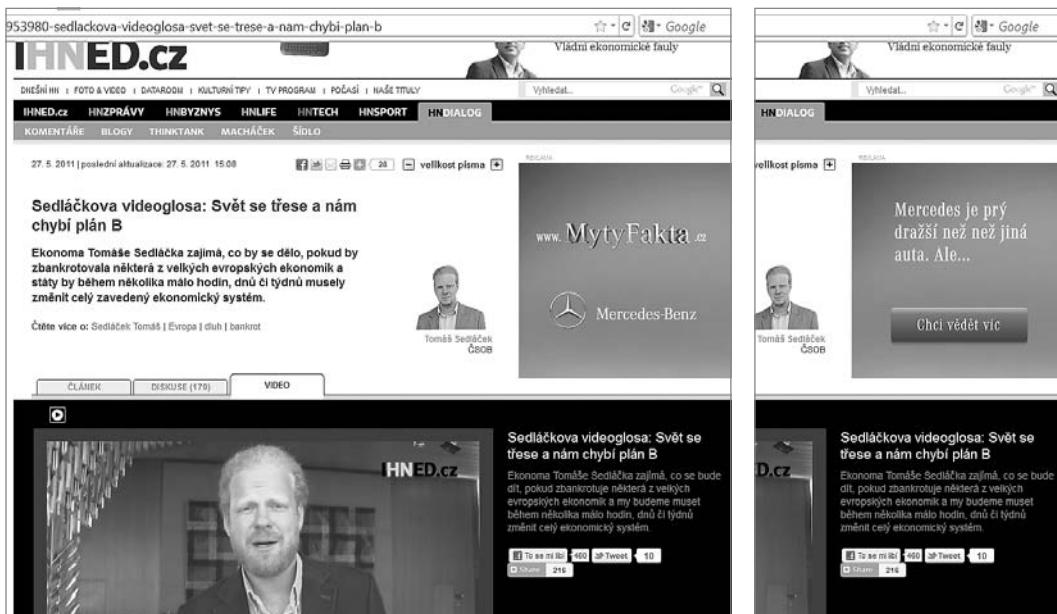 953980-sedlackova-videoglosa-svet-se-trese-a-nam-chybi-plan-b
Google
IHNED.cz
Vládní ekonomické fauly
DNEŠNÍ HN | FOTO & VIDEO | DATAROOM | KULTURNÍ TIPY | TV PROGRAM | POČASÍ | NAŠE TITULY
Vyhledat...
Google™
IHNED.cz HNZPRÁVY HNBYZNYS HNLIFE HNTECH HNSPORT HNDIALOG
KOMENTÁŘE BLOGY THINKTANK MACHÁČEK ŠÍDLO
27. 5. 2011 | poslední aktualizace: 27. 5. 2011 15:08
28
velikost písma
REKLAMA
Sedláčkova videoglosa: Svět se třese a nám
chybí plán B
Ekonoma Tomáše Sedláčka zajímá, co by se dělo, pokud by
zbankrotovala některá z velkých evropských ekonomik a
státy by během několika málo hodin, dnů či týdnů musely
změnit celý zavedený ekonomický systém.
Čtěte více o: Sedláček Tomáš | Evropa | dluh | bankrot
Tomáš Sedláček
ČSOB
www. MytyFakta .cz
Mercedes-Benz
ČLÁNEK
DISKUSE (179)
VIDEO
IHNED.cz
Sedláčkova videoglosa: Svět se
třese a nám chybí plán B
Ekonoma Tomáše Sedláčka zajímá, co se bude
dít, pokud zbankrotuje některá z velkých
evropských ekonomik a my budeme muset
během několika málo hodin, dnů či týdnů
změnit celý ekonomický systém.
To se mi líbí 460 Tweet 10
Share 216
Google
Vládní ekonomické fauly
Vyhledat...
Google™
HNDIALOG
velikost písma
REKLAMA
Mercedes je prý
dražší než než jiná
auta. Ale...
Chci vědět víc
Tomáš Sedláček
ČSOB
D.cz
Sedláčkova videoglosa: Svět se
třese a nám chybí plán B
Ekonoma Tomáše Sedláčka zajímá, co se bude
dít, pokud zbankrotuje některá z velkých
evropských ekonomik a my budeme muset
během několika málo hodin, dnů či týdnů
změnit celý ekonomický systém.
To se mi líbí 460 Tweet 10
Share 216